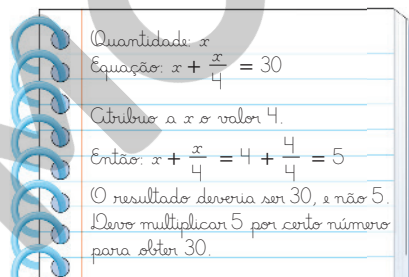 Quantidade: x
Equação: x + x/4 = 30
Atribuo a x o valor 4.
Então: x + x/4 = 4 + 4/4 = 5
O resultado deveria ser 30, e não 5.
Devo multiplicar 5 por certo número
para obter 30.